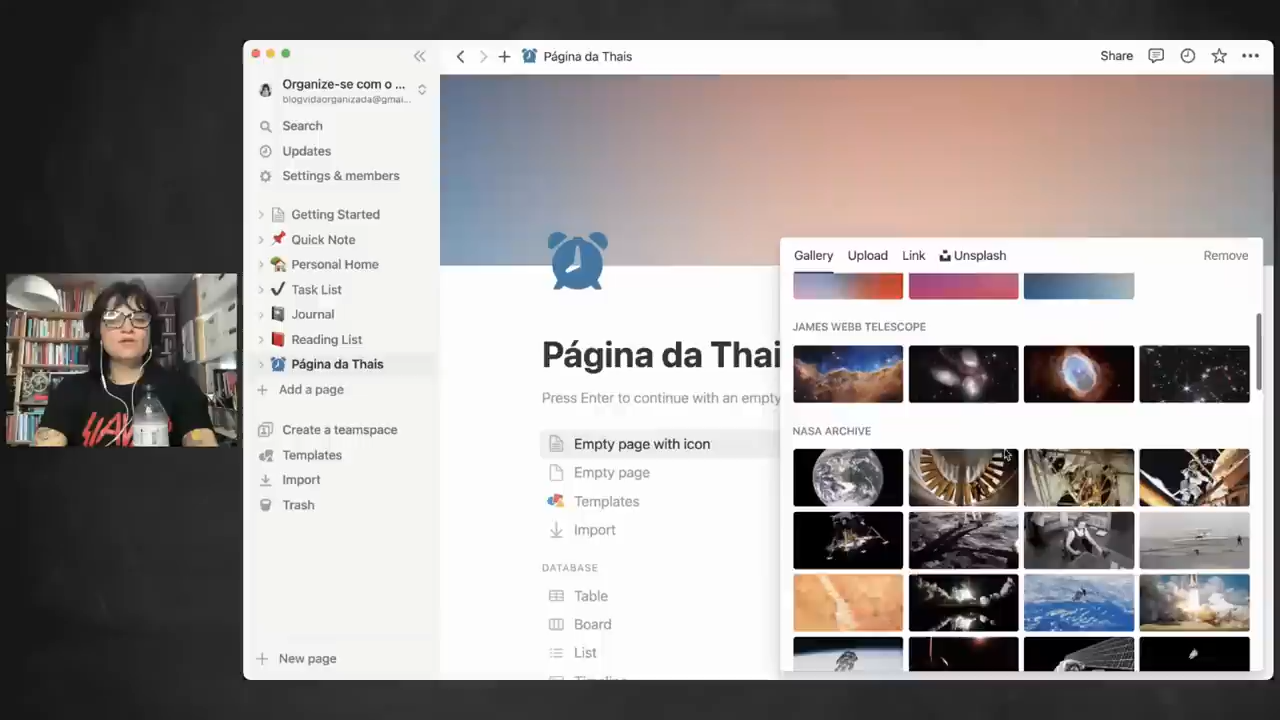 Organize-se com o ...
blogvidaorganizada@gmai...
Search
Updates
Settings & members
Getting Started
Quick Note
Personal Home
Task List
Journal
Reading List
Página da Thais
Add a page
Create a teamspace
Templates
Import
Trash
New page
Página da Thais
Share
Página da Thai
Press Enter to continue with an empty
Empty page with icon
Empty page
Templates
Import
DATABASE
Table
Board
List
Gallery
Upload
Link
Unsplash
Remove
JAMES WEBB TELESCOPE
NASA ARCHIVE